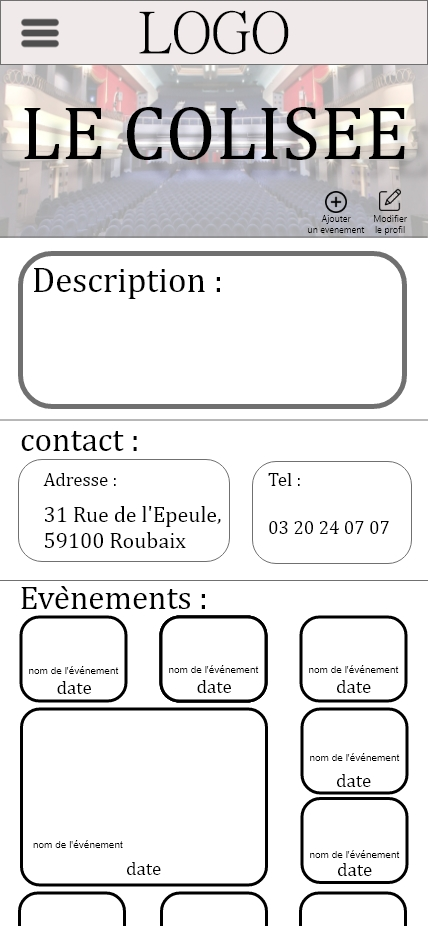 LOGO
LE COLISEE
Ajouter
un evenement
Modifier
le profil
Description :
contact :
Adresse :
31 Rue de l'Epeule,
59100 Roubaix
Tel :
03 20 24 07 07
Evènements :
nom de l'événement
date
nom de l'événement
date
nom de l'événement
date
nom de l'événement
date
nom de l'événement
date
nom de l'événement
date